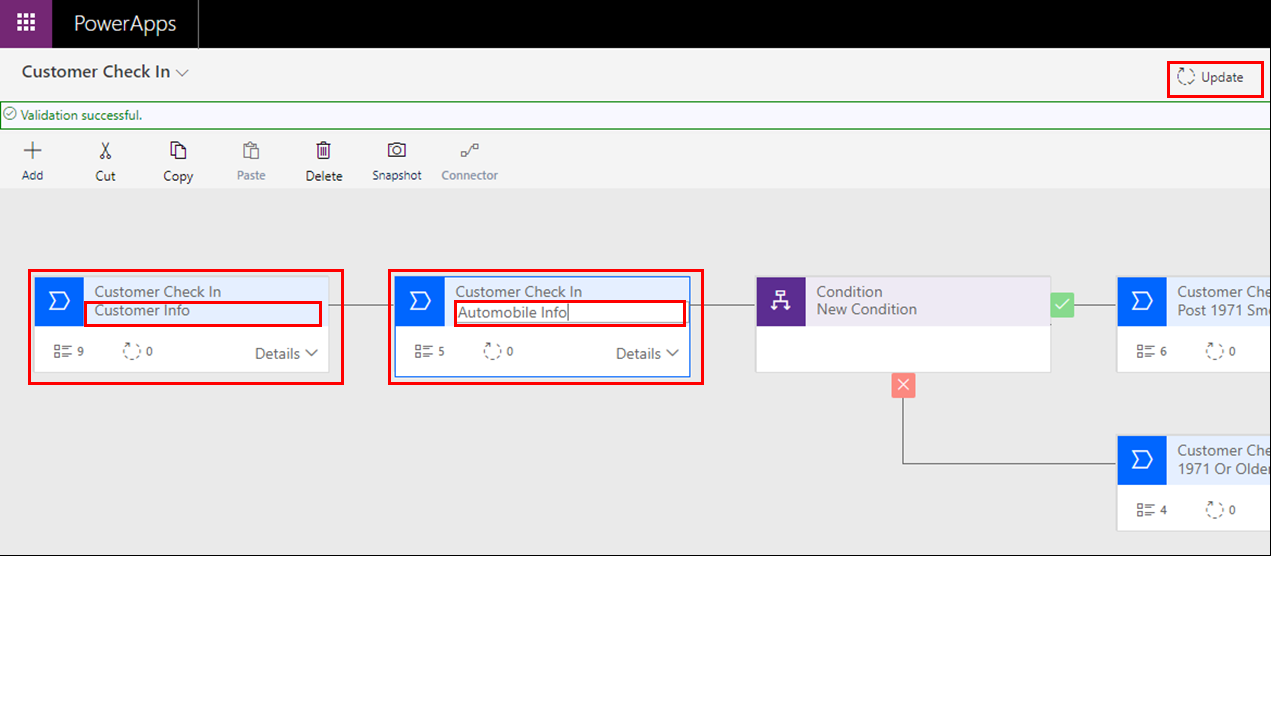 PowerApps
Customer Check In
Update
Validation successful.
Add
Cut
Copy
Paste
Delete
Snapshot
Connector
Customer Check In
Customer Info
9
0
Details
Customer Check In
Automobile Info
5
0
Details
Condition
New Condition
Customer Che
Post 1971 Smo
6
0
Customer Che
1971 Or Older
4
0